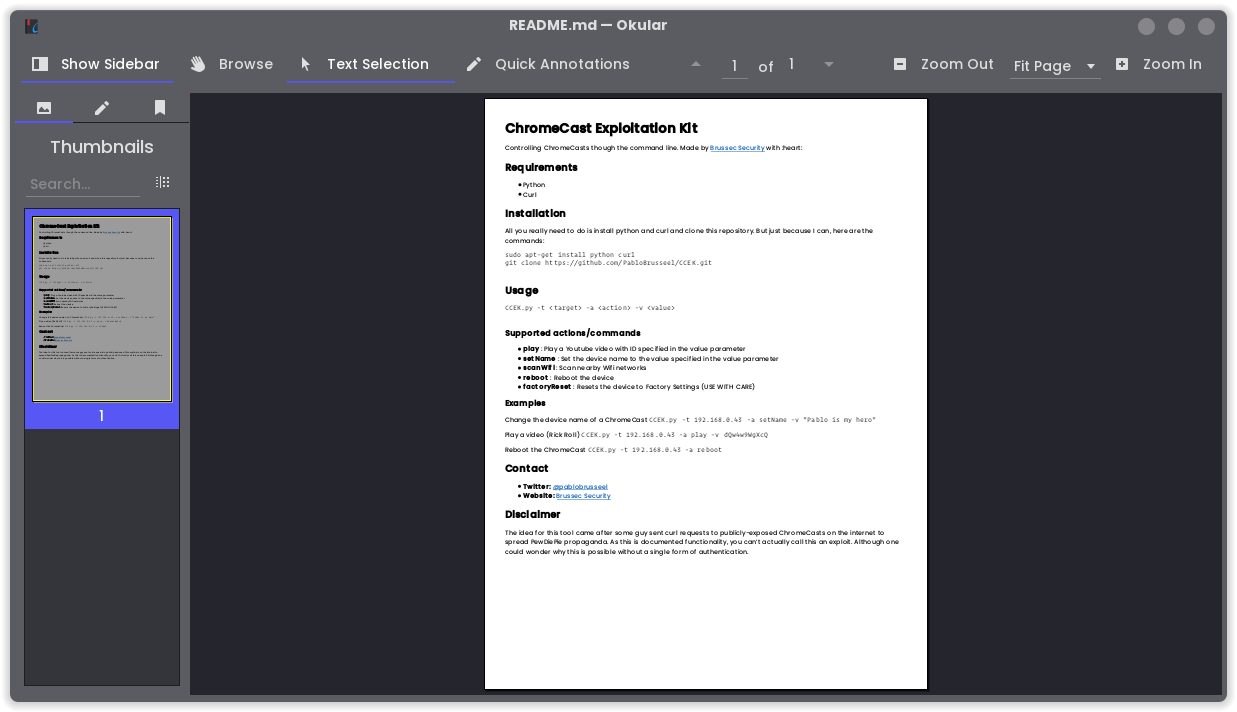 README.md — Okular
Show Sidebar Browse Text Selection Quick Annotations 1 of 1 Zoom Out Fit Page Zoom In
Thumbnails
Search...
1
ChromeCast Exploitation Kit
Controlling ChromeCasts though the command line. Made by Brussec Security with :heart:
Requirements
Python
Curl
Installation
All you really need to do is install python and curl and clone this repository. But just because I can, here are the
commands:
sudo apt-get install python curl
git clone https://github.com/PabloBrusseel/CCEK.git
Usage
CCEK.py -t <target> -a <action> -v <value>
Supported actions/commands
play : Play a Youtube video with ID specified in the value parameter
setName : Set the device name to the value specified in the value parameter
scanWifi : Scan nearby Wifi networks
reboot : Reboot the device
factoryReset : Resets the device to Factory Settings (USE WITH CARE)
Examples
Change the device name of a ChromeCast CCEK.py -t 192.168.0.43 -a setName -v "Pablo is my hero"
Play a video (Rick Roll) CCEK.py -t 192.168.0.43 -a play -v dQw4w9WgXcQ
Reboot the ChromeCast CCEK.py -t 192.168.0.43 -a reboot
Contact
Twitter: @pablobrusseel
Website: Brussec Security
Disclaimer
The idea for this tool came after some guy sent curl requests to publicly-exposed ChromeCasts on the internet to
spread PewDiePie propaganda. As this is documented functionality, you can't actually call this an exploit. Although one
could wonder why this is possible without a single form of authentication.